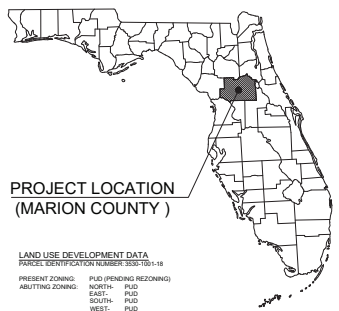 PROJECT LOCATION
(MARION COUNTY )
LAND USE DEVELOPMENT DATA
PARCEL IDENTIFICATION NUMBER: 3530-1001-18
PRESENT ZONING: PUD (PENDING REZONING)
ABUTTING ZONING: NORTH- PUD
EAST- PUD
SOUTH- PUD
WEST- PUD